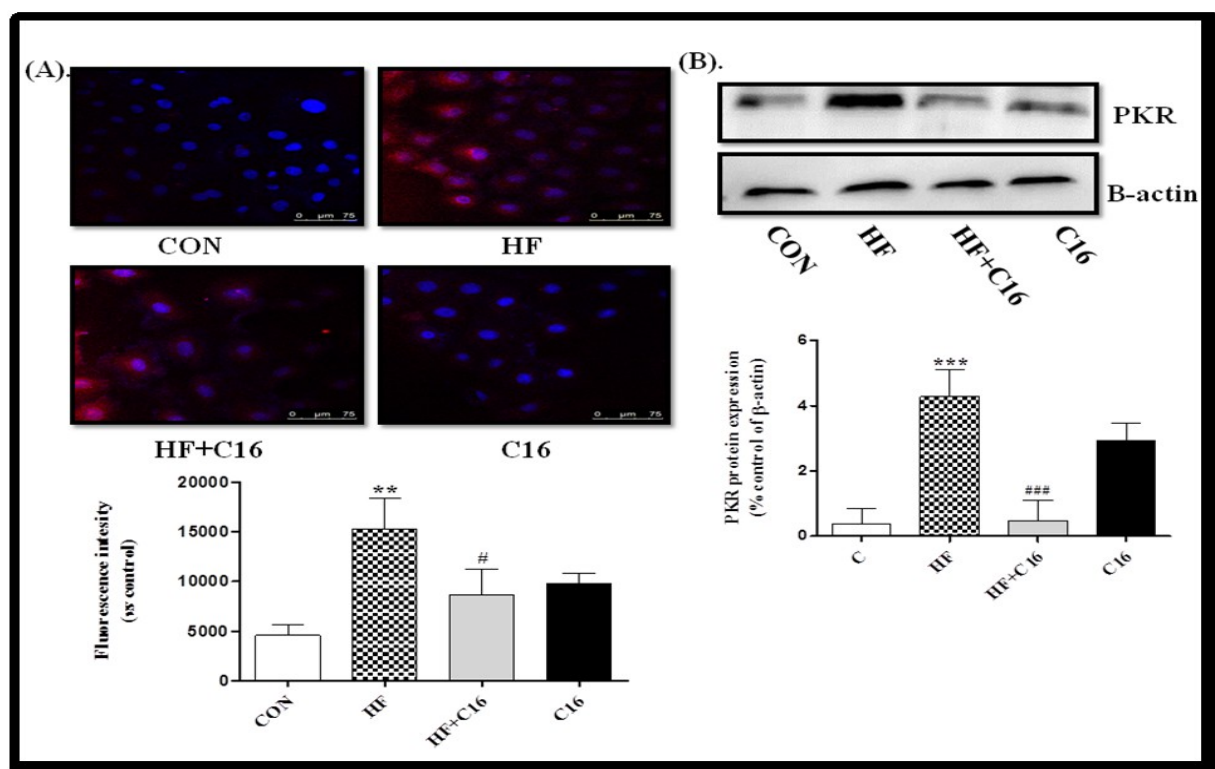 (A).
0 µm 75
0 µm 75
CON
HF
0 µm 75
0 µm 75
HF+C16
C16
Fluorescence intesity
(vs control)
20000
15000
10000
5000
0
**
#
CON
HF
HF+C16
C16
(B).
PKR
B-actin
CON
HF
HF+C16
C16
PKR protein expression
(% control of β-actin)
6
4
2
0
***
###
C
HF
HF+C16
C16